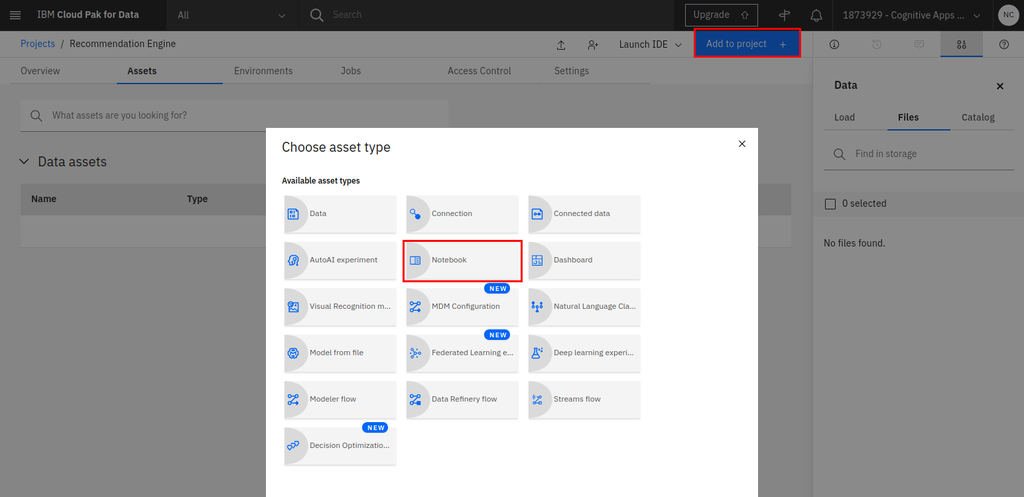 IBM Cloud Pak for Data
All
Search
Upgrade
1873929 - Cognitive Apps ...
NC
Projects / Recommendation Engine
Launch IDE
Add to project +
Overview
Assets
Environments
Jobs
Access Control
Settings
What assets are you looking for?
Data assets
Name
Type
Choose asset type
Available asset types
Data
Connection
Connected data
AutoAI experiment
Notebook
Dashboard
Visual Recognition m...
NEW
MDM Configuration
Natural Language Cla...
Model from file
NEW
Federated Learning e...
Deep learning experi...
Modeler flow
Data Refinery flow
Streams flow
NEW
Decision Optimizatio...
Data
Load
Files
Catalog
Find in storage
0 selected
No files found.